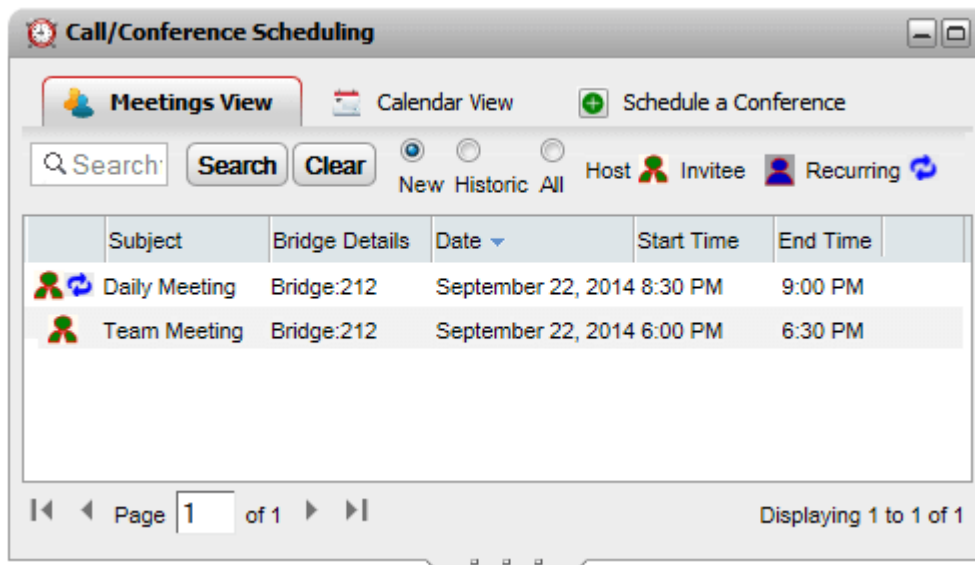 Call/Conference Scheduling
Meetings View Calendar View Schedule a Conference
Search Search Clear New Historic All Host Invitee Recurring
Subject Bridge Details Date Start Time End Time
Daily Meeting Bridge:212 September 22, 2014 8:30 PM 9:00 PM
Team Meeting Bridge:212 September 22, 2014 6:00 PM 6:30 PM
Page 1 of 1 Displaying 1 to 1 of 1